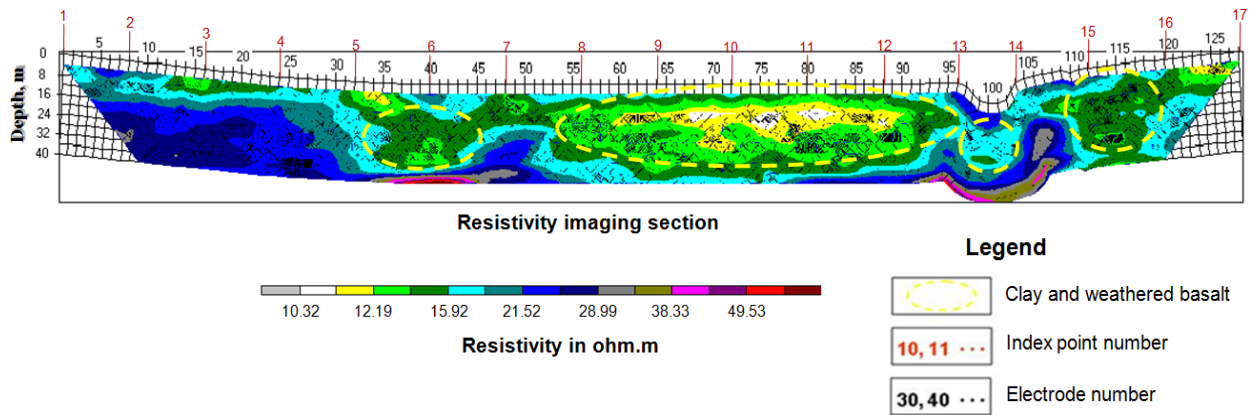 1 2 3 4 5 6 7 8 9 10 11 12 13 14 15 16 17
5 10 15 20 25 30 35 40 45 50 55 60 65 70 75 80 85 90 95 100 105 110 115 120 125
Depth, m
0
8
16
24
32
40
Resistivity imaging section
10.32 12.19 15.92 21.52 28.99 38.33 49.53
Resistivity in ohm.m
Legend
Clay and weathered basalt
10, 11 ··· Index point number
30, 40 ··· Electrode number